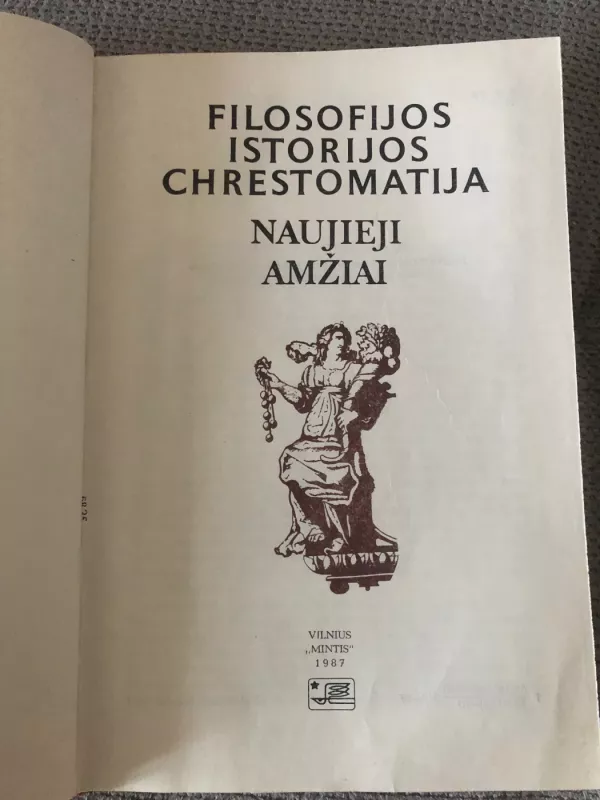 FILOSOFIJOS
ISTORIJOS
CHRESTOMATIJA
NAUJIEJI
AMŽIAI
VILNIUS
„MINTIS“
1987